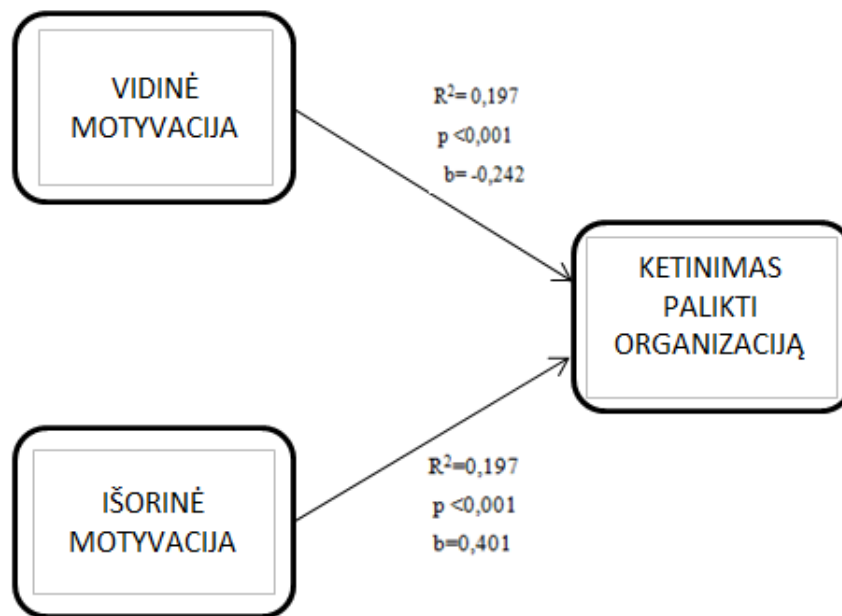 VIDINĖ
MOTYVACIJA
R²= 0,197
p <0,001
b= -0,242
KETINIMAS
PALIKTI
ORGANIZACIJĄ
IŠORINĖ
MOTYVACIJA
R²=0,197
p <0,001
b=0,401